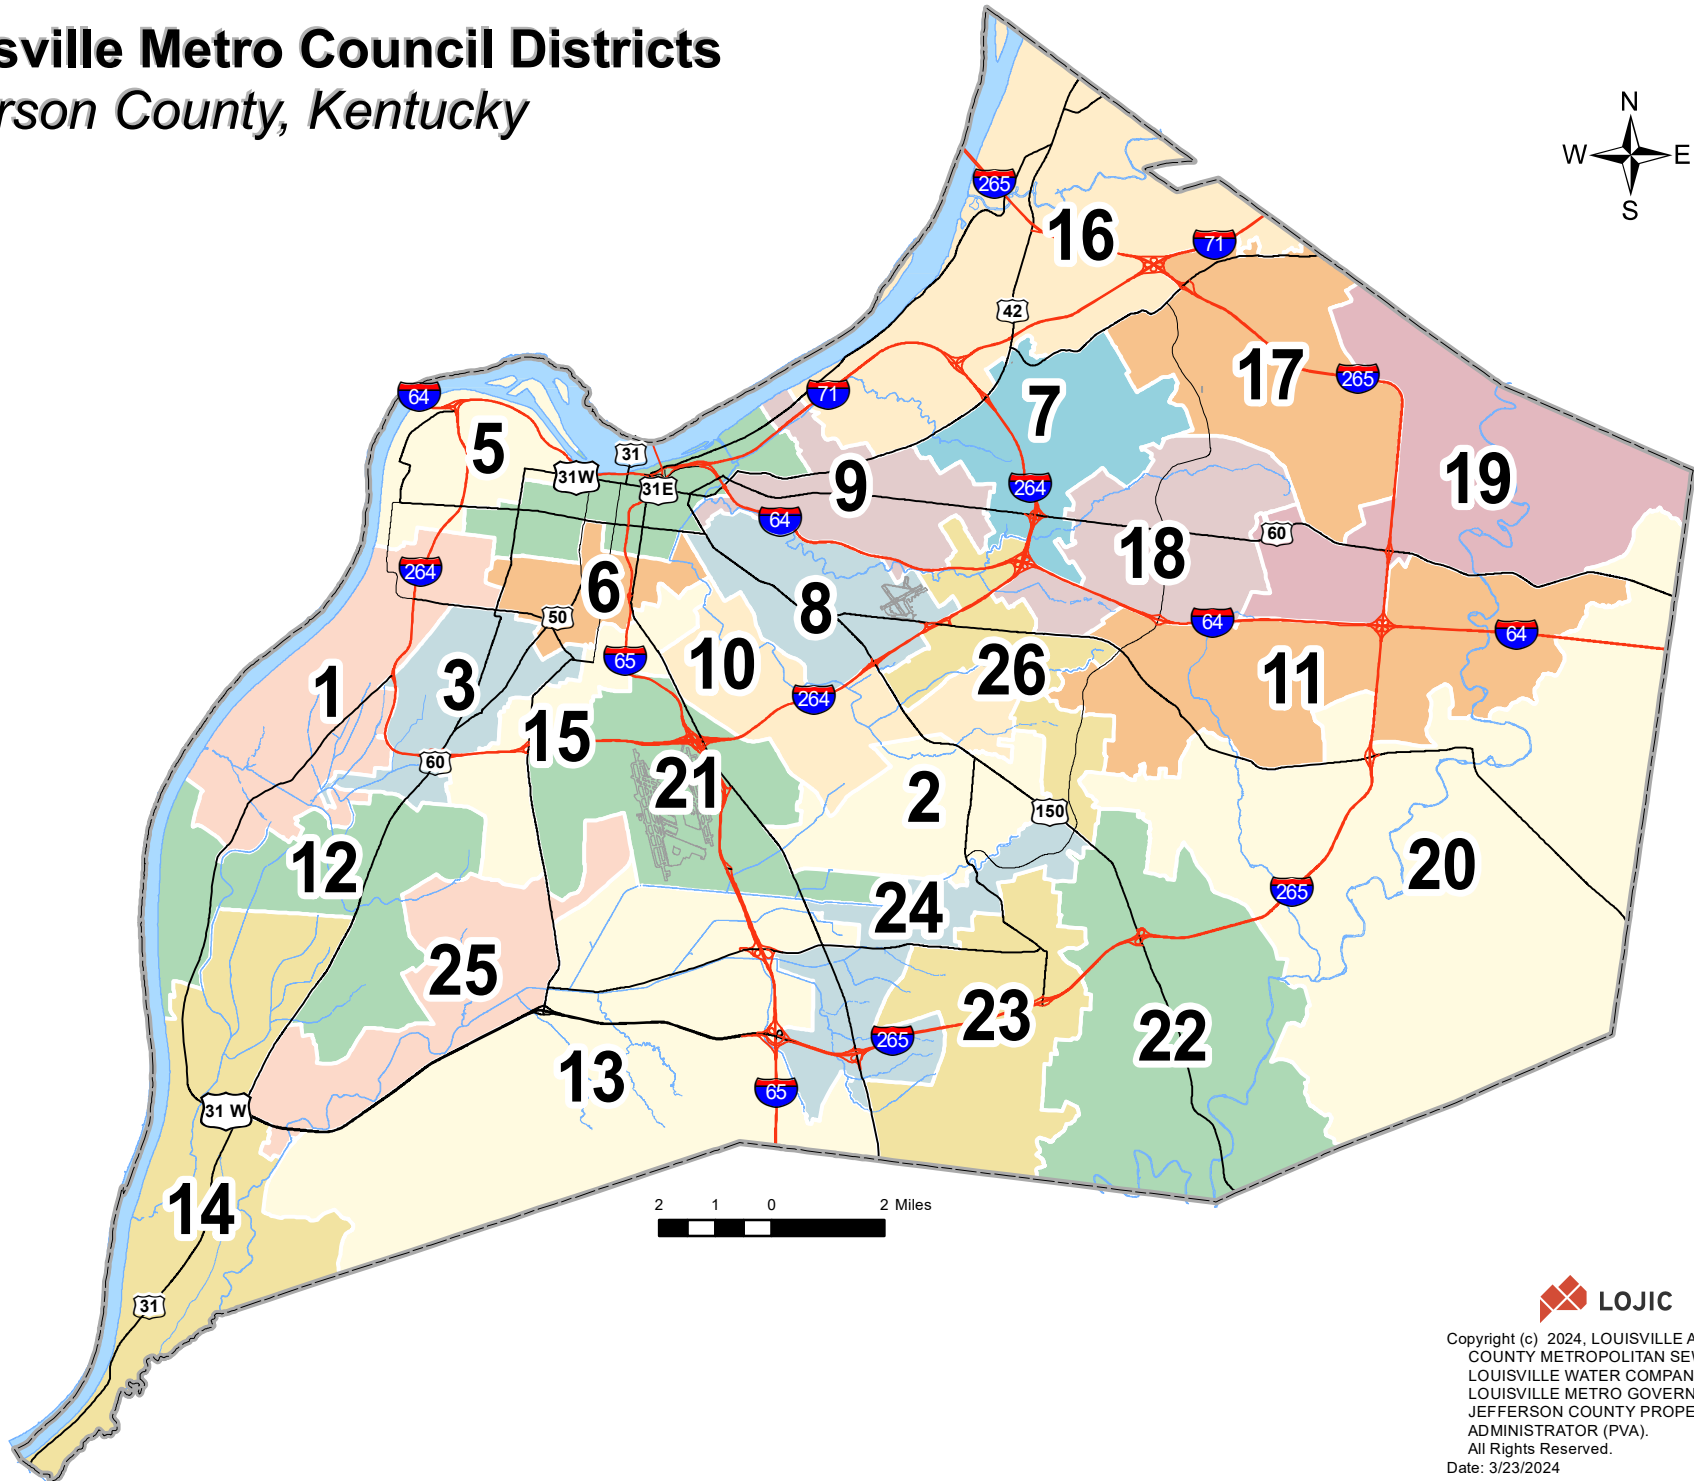 sville Metro Council Districts
rson County, Kentucky
N
W E
S
265
16
71
42
17
265
7
64
71
5
31
31W
31E
9
264
19
64
60
18
264
6
8
50
64
64
65
10
26
11
1
3
264
15
60
21
2
150
12
20
24
265
25
23
22
265
13
65
31 W
14
2 1 0 2 Miles
31
LOJIC
Copyright (c) 2024, LOUISVILLE A
COUNTY METROPOLITAN SE
LOUISVILLE WATER COMPAN
LOUISVILLE METRO GOVERN
JEFFERSON COUNTY PROPE
ADMINISTRATOR (PVA).
All Rights Reserved.
Date: 3/23/2024